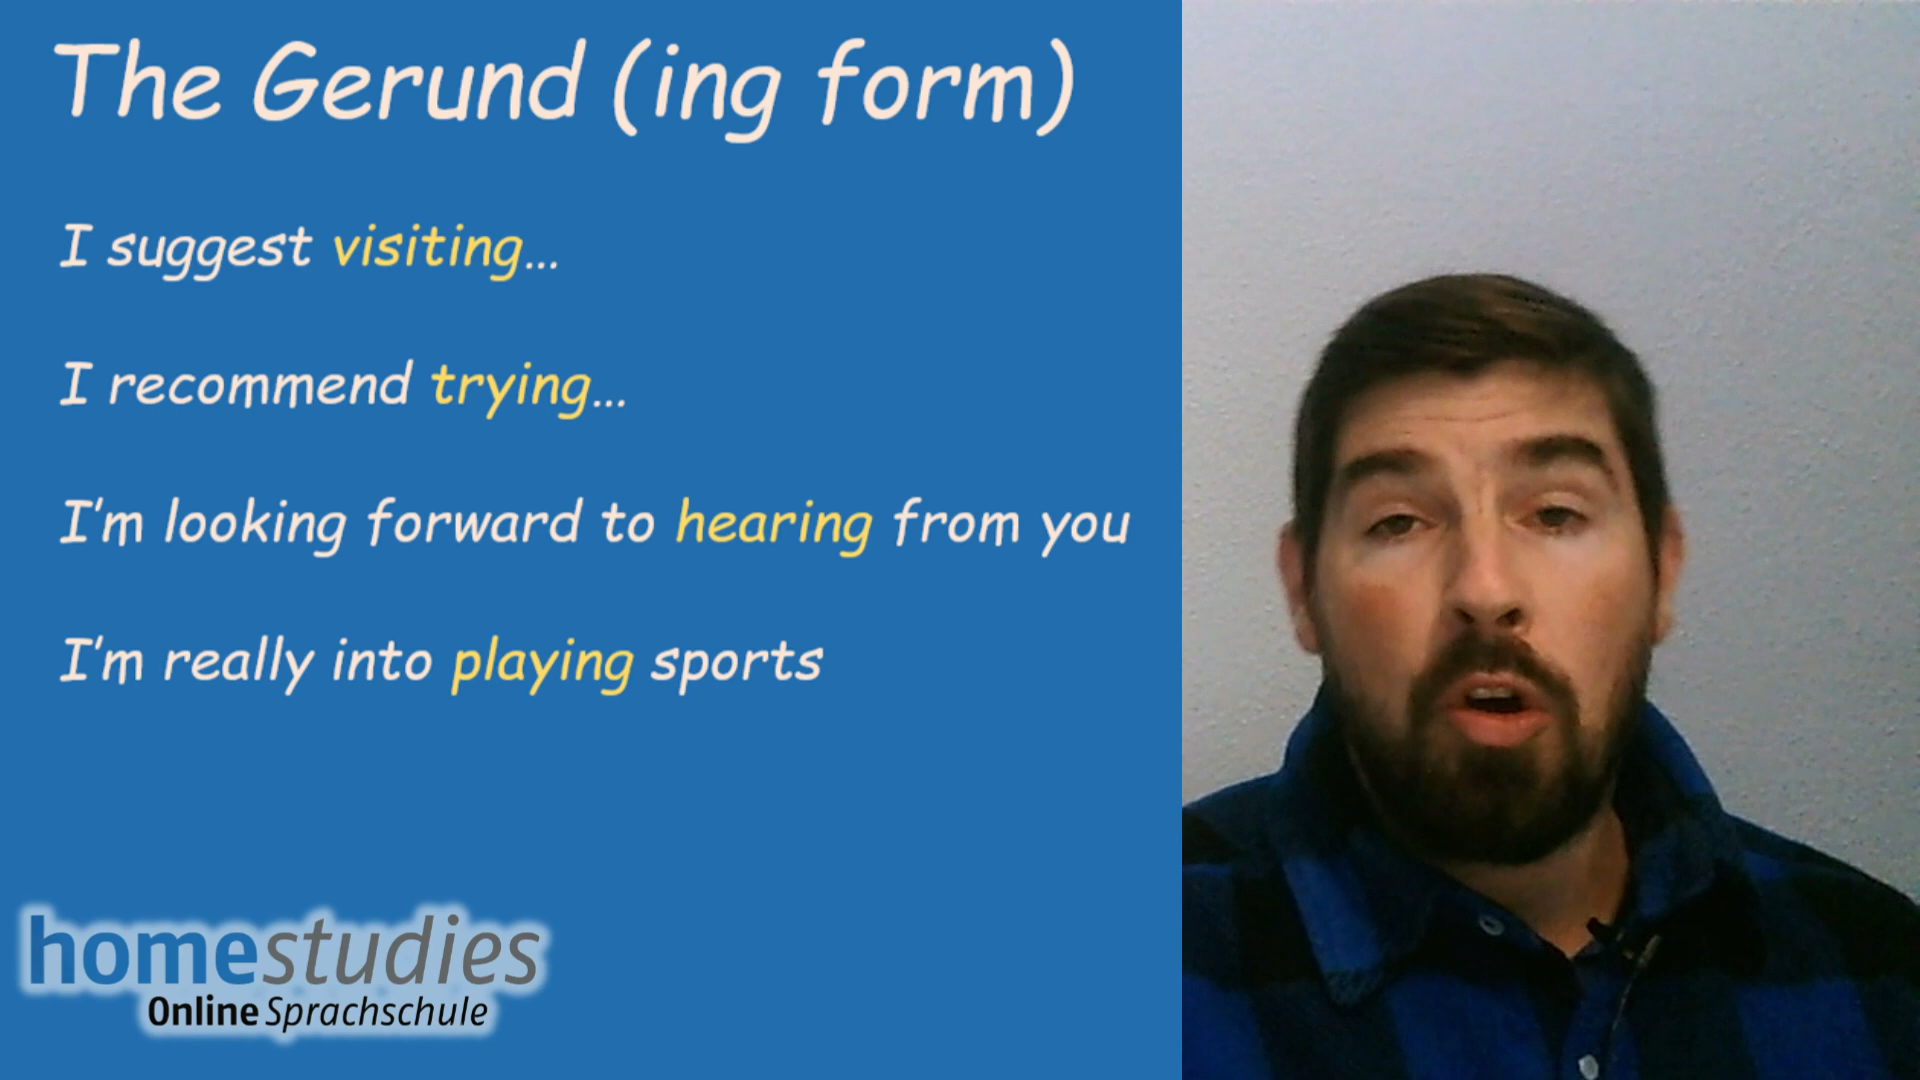 The Gerund (ing form)
I suggest visiting...
I recommend trying...
I'm looking forward to hearing from you
I'm really into playing sports
homestudies
Online Sprachschule